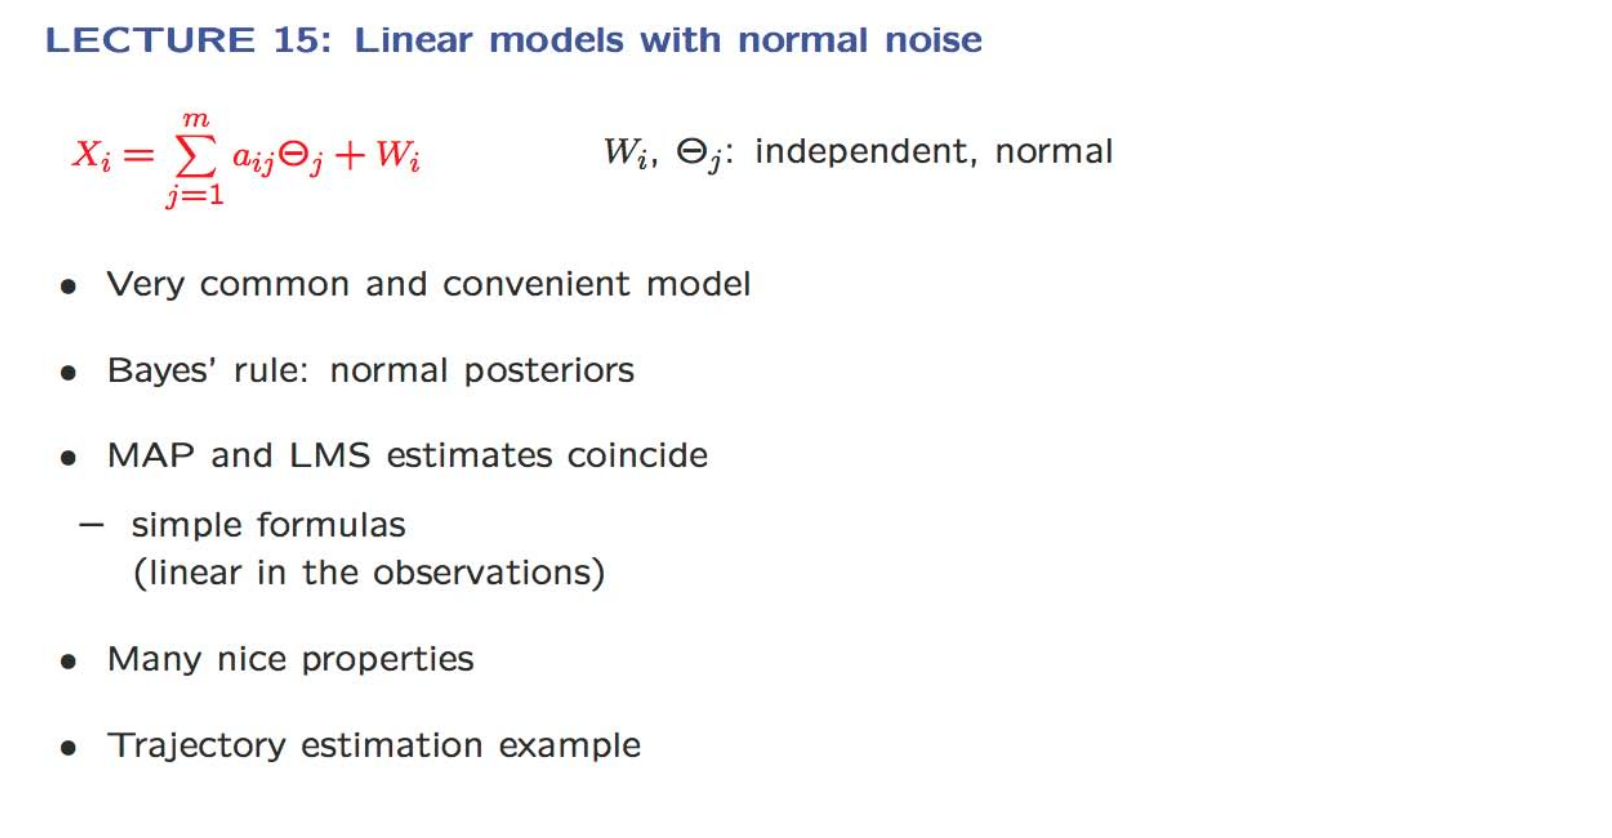 LECTURE 15: Linear models with normal noise
X_i = \sum_{j=1}^{m} a_{ij}Θ_j + W_i    W_i, Θ_j: independent, normal
• Very common and convenient model
• Bayes' rule: normal posteriors
• MAP and LMS estimates coincide
– simple formulas
(linear in the observations)
• Many nice properties
• Trajectory estimation example